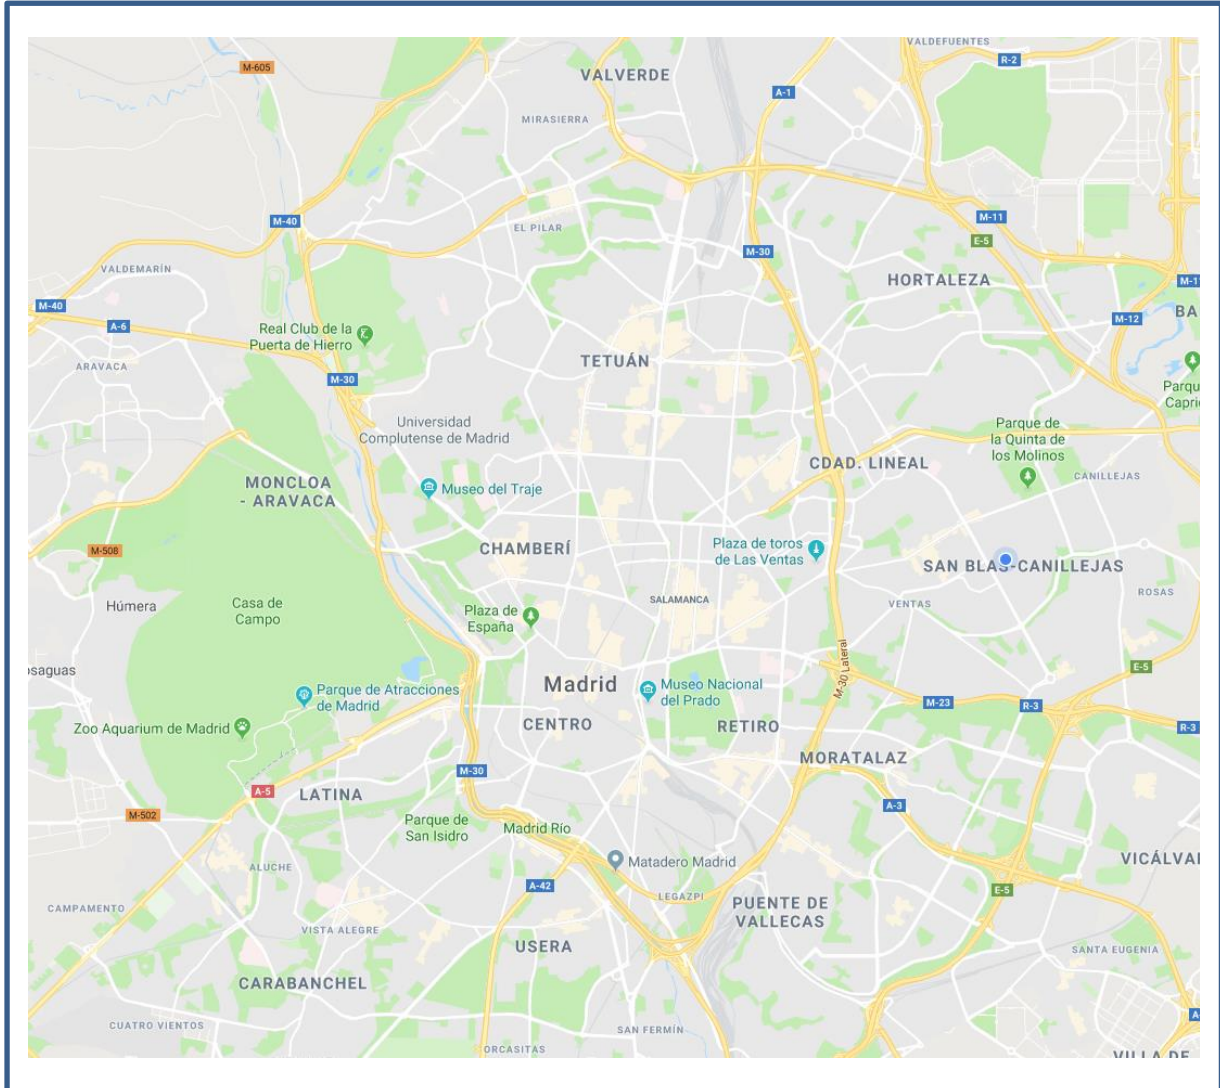 VALDEFUENTES
R-2
M-605
VALVERDE
A-1
MIRASIERRA
M-40
M-11
EL PILAR
E-5
M-30
VALDEMARÍN
HORTALEZA
M-1
M-40
BA
A-6
M-12
Real Club de la
Puerta de Hierro
TETUÁN
ARAVACA
M-30
Parqu
Capri
Universidad
Complutense de Madrid
Parque de
la Quinta de
los Molinos
CDAD. LINEAL
CANILLEJAS
MONCLOA
- ARAVACA
Museo del Traje
M-508
CHAMBERÍ
Plaza de toros
de Las Ventas
SAN BLAS-CANILLEJAS
ROSAS
Húmera
Casa de
Campo
SALAMANCA
VENTAS
Plaza de
España
osaguas
M-30 Lateral
E-5
Madrid
Parque de Atracciones
de Madrid
Museo Nacional
del Prado
M-23
R-3
R-3
Zoo Aquarium de Madrid
CENTRO
RETIRO
MORATALAZ
M-30
A-5
LATINA
A-3
M-502
Parque de
San Isidro
Madrid Río
Matadero Madrid
VICÁLVA
ALUCHE
A-42
E-5
LEGAZPI
CAMPAMENTO
PUENTE DE
VALLECAS
VISTA ALEGRE
USERA
SANTA EUGENIA
CARABANCHEL
A-
CUATRO VIENTOS
SAN FERMÍN
ORCASITAS
VILLA DE